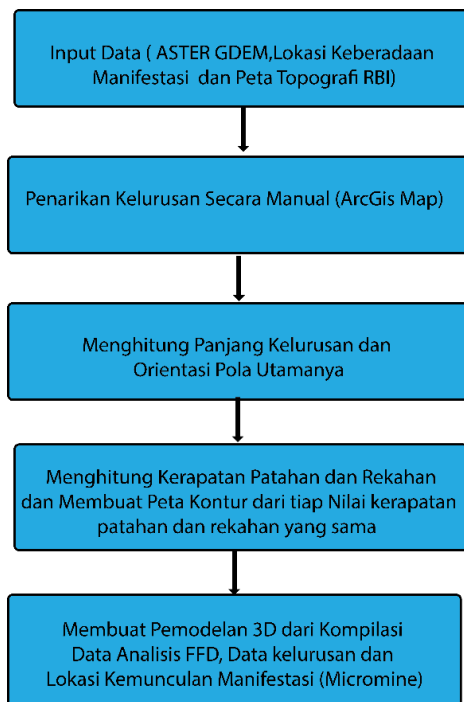 Input Data ( ASTER GDEM,Lokasi Keberadaan
Manifestasi dan Peta Topografi RBI)
Penarikan Kelurusan Secara Manual (ArcGis Map)
Menghitung Panjang Kelurusan dan
Orientasi Pola Utamanya
Menghitung Kerapatan Patahan dan Rekahan
dan Membuat Peta Kontur dari tiap Nilai kerapatan
patahan dan rekahan yang sama
Membuat Pemodelan 3D dari Kompilasi
Data Analisis FFD, Data kelurusan dan
Lokasi Kemunculan Manifestasi (Micromine)